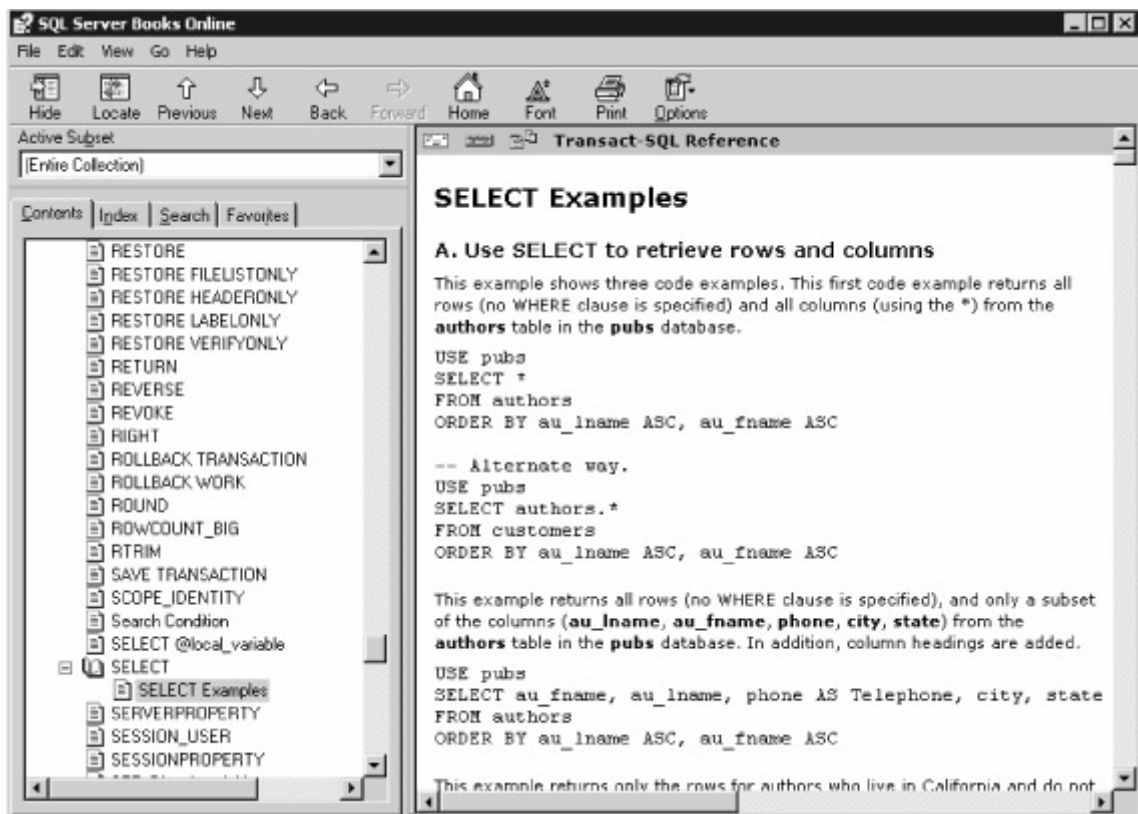 SQL Server Books Online
File Edit View Go Help
Hide Locate Previous Next Back Forward Home Font Print Options
Active Subset
(Entire Collection)
Contents Index Search Favorites
RESTORE
RESTORE FILELISTONLY
RESTORE HEADERONLY
RESTORE LABELONLY
RESTORE VERIFYONLY
RETURN
REVERSE
REVOKE
RIGHT
ROLLBACK TRANSACTION
ROLLBACK WORK
ROUND
ROWCOUNT_BIG
RTRIM
SAVE TRANSACTION
SCOPE_IDENTITY
Search Condition
SELECT @local_variable
SELECT
SELECT Examples
SERVERPROPERTY
SESSION_USER
SESSIONPROPERTY
Transact-SQL Reference
SELECT Examples
A. Use SELECT to retrieve rows and columns
This example shows three code examples. This first code example returns all
rows (no WHERE clause is specified) and all columns (using the *) from the
authors table in the pubs database.
USE pubs
SELECT *
FROM authors
ORDER BY au_lname ASC, au_fname ASC
-- Alternate way.
USE pubs
SELECT authors.*
FROM customers
ORDER BY au_lname ASC, au_fname ASC
This example returns all rows (no WHERE clause is specified), and only a subset
of the columns (au_lname, au_fname, phone, city, state) from the
authors table in the pubs database. In addition, column headings are added.
USE pubs
SELECT au_fname, au_lname, phone AS Telephone, city, state
FROM authors
ORDER BY au_lname ASC, au_fname ASC
This example returns only the rows for authors who live in California and do not